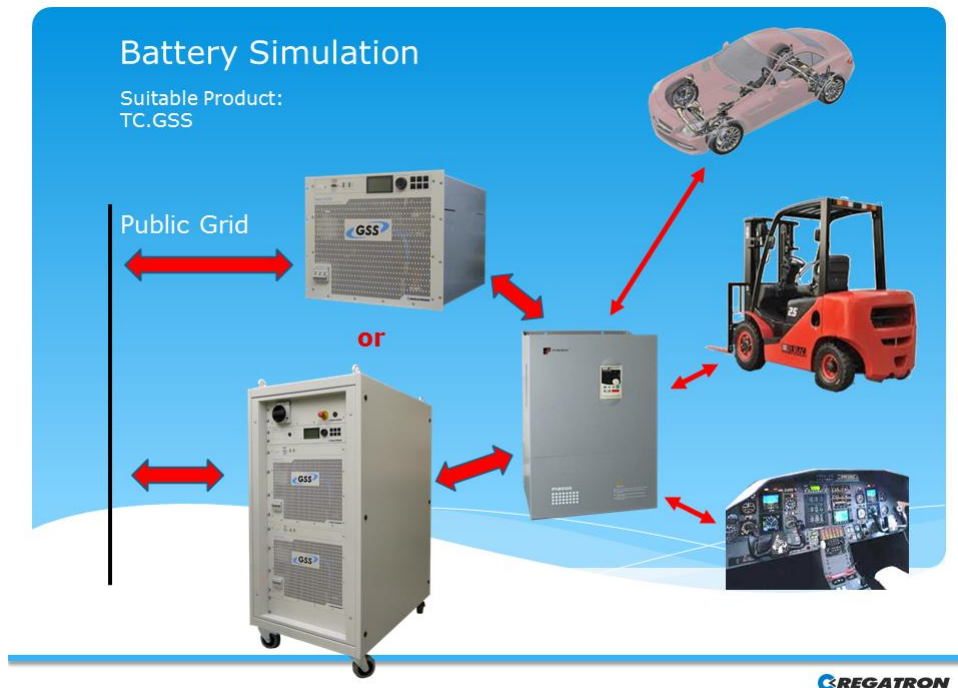 Battery Simulation
Suitable Product:
TC.GSS
Public Grid
GSS
or
GSS
GSS
25
REGATRON